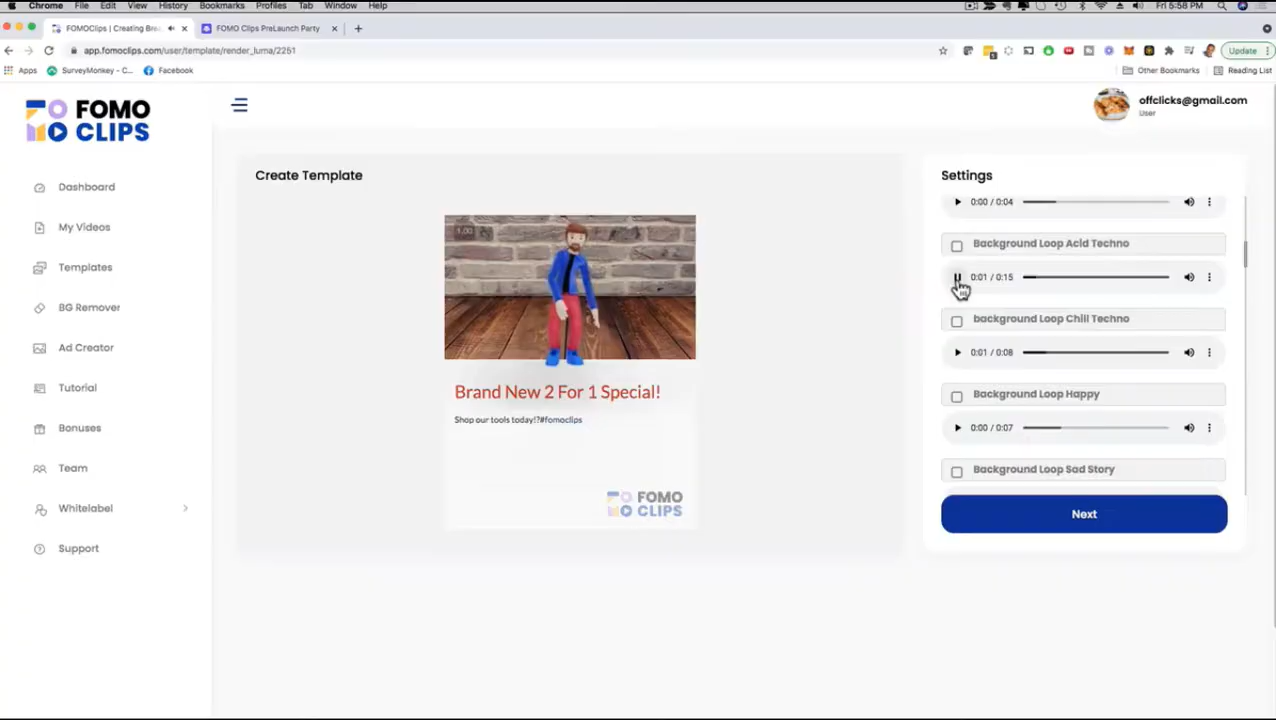 Chrome File Edit View History Bookmarks Profiles Tab Window Help
Fri 5:58 PM
FOMOClips | Creating Brea
FOMO Clips PreLaunch Party
app.fomoclips.com/user/template/render_luma/2251
Update
Apps SurveyMonkey - C... Facebook
Other Bookmarks Reading List
FOMO CLIPS
offclicks@gmail.com
User
Dashboard
My Videos
Templates
BG Remover
Ad Creator
Tutorial
Bonuses
Team
Whitelabel
Support
Create Template
1.00
Brand New 2 For 1 Special!
Shop our tools today!?#fomoclips
FOMO CLIPS
Settings
0:00 / 0:04
Background Loop Acid Techno
0:01 / 0:15
background Loop Chill Techno
0:01 / 0:08
Background Loop Happy
0:00 / 0:07
Background Loop Sad Story
Next